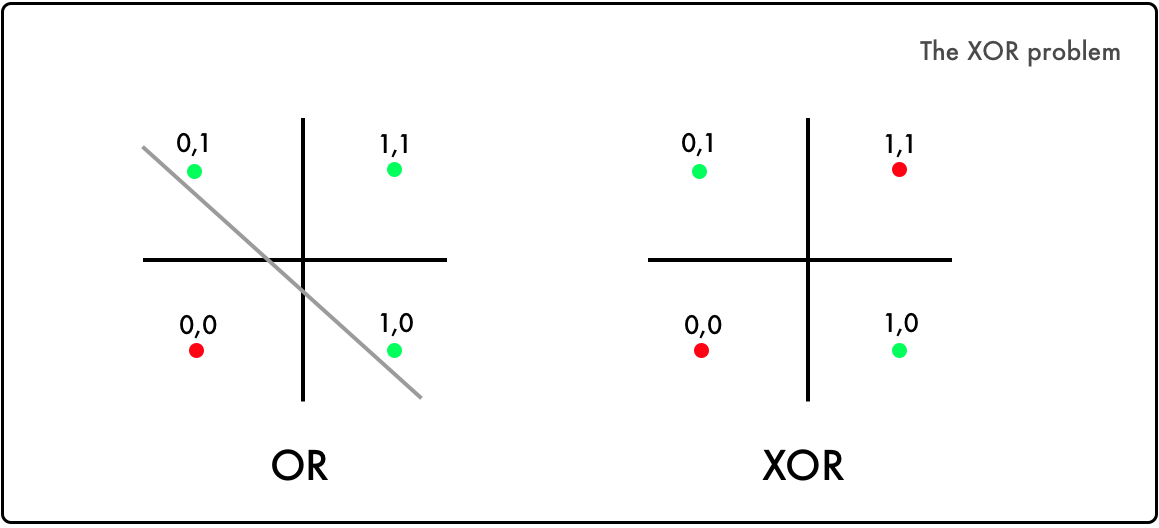 The XOR problem
0,1
1,1
0,0
1,0
OR
0,1
1,1
0,0
1,0
XOR